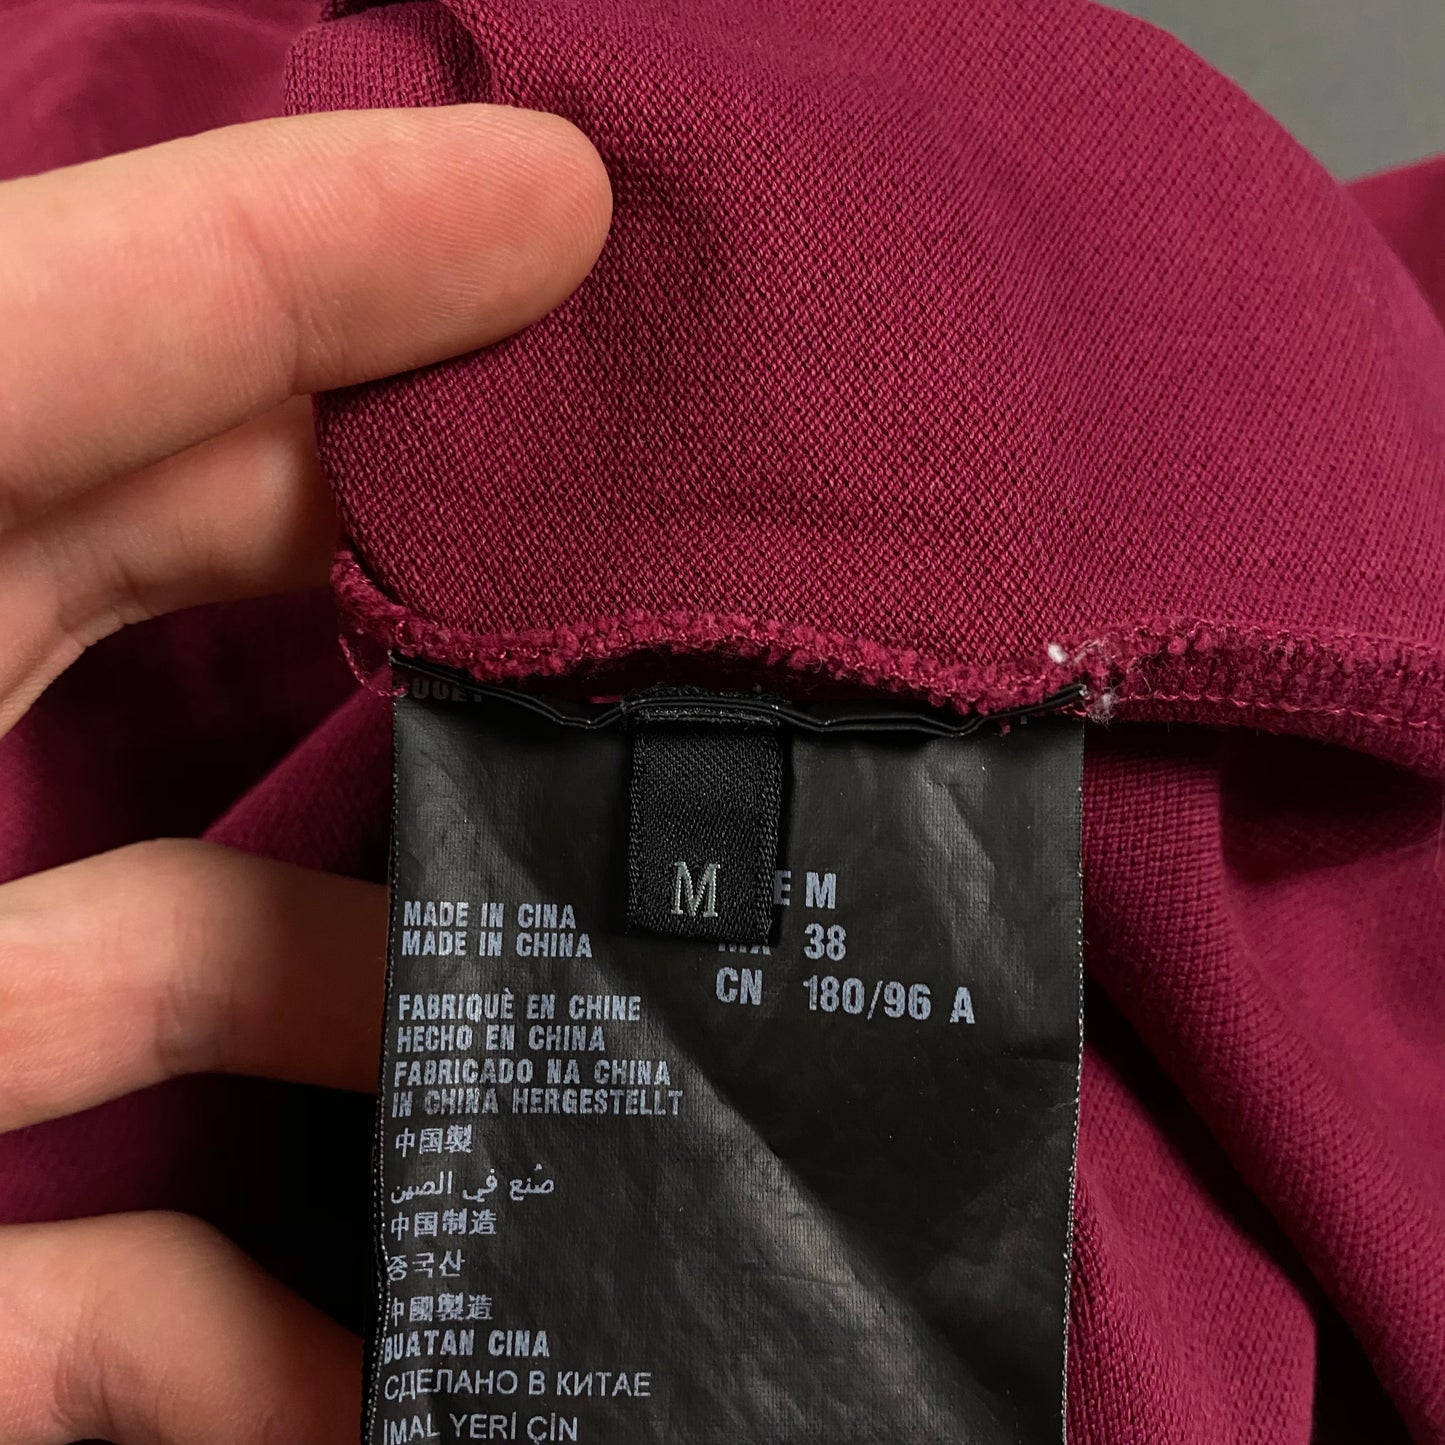 M
E M
38
CN 180/96 A
MADE IN CINA
MADE IN CHINA
FABRIQUÈ EN CHINE
HECHO EN CHINA
FABRICADO NA CHINA
IN CHINA HERGESTELLT
中国製
صُنع في الصين
中国制造
중국산
中國製造
BUATAN CINA
СДЕЛАНО В КИТАЕ
İMAL YERİ ÇİN